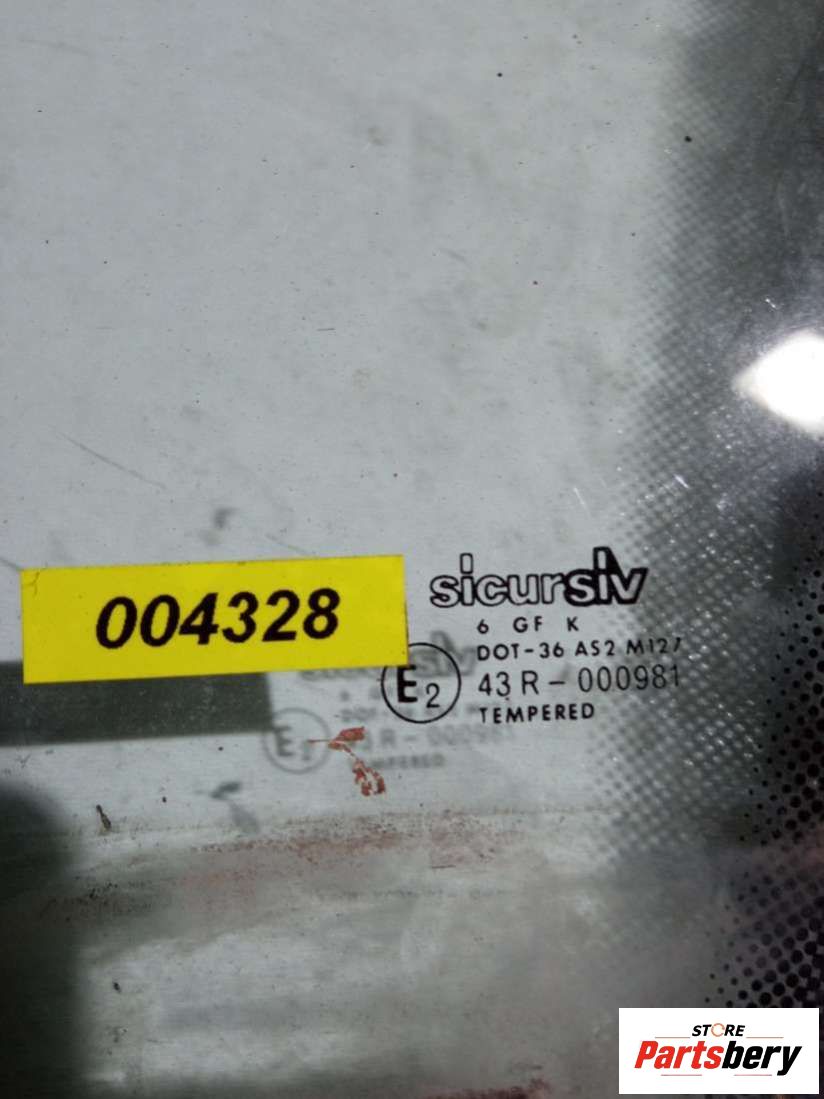 004328
sicursiv
6 GF K
DOT-36 AS2 M127
E2 43 R-000981
TEMPERED
STORE
Partsbery